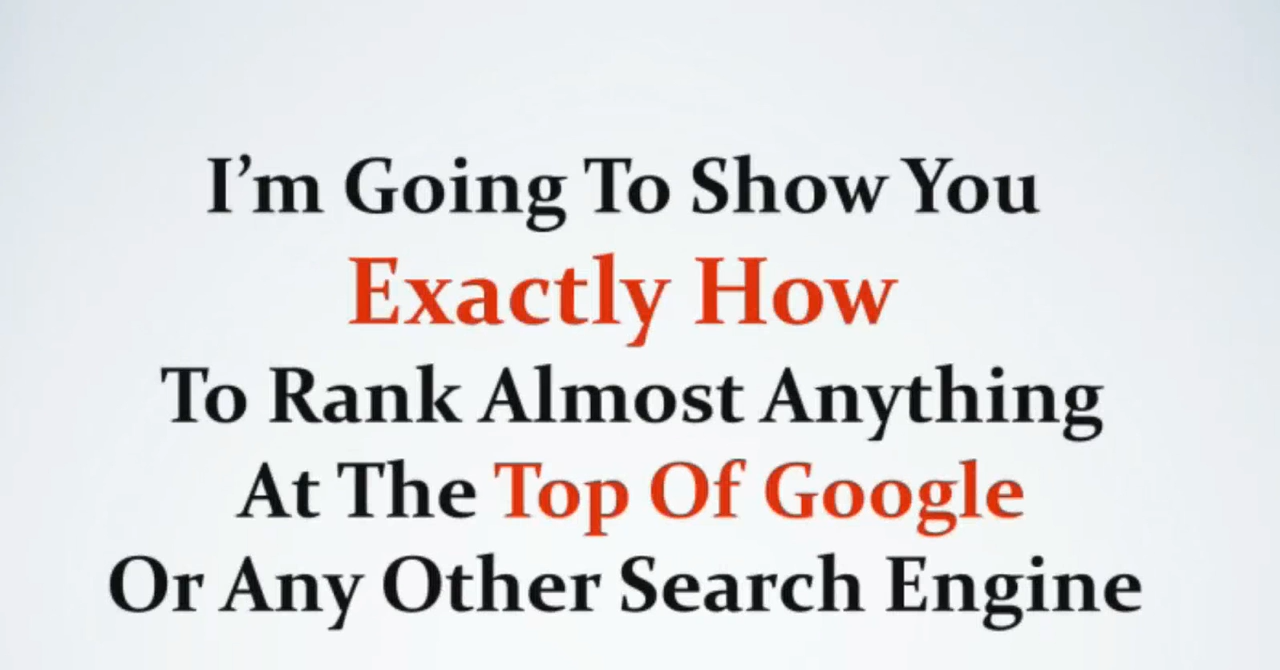 I’m Going To Show You
Exactly How
To Rank Almost Anything
At The Top Of Google
Or Any Other Search Engine